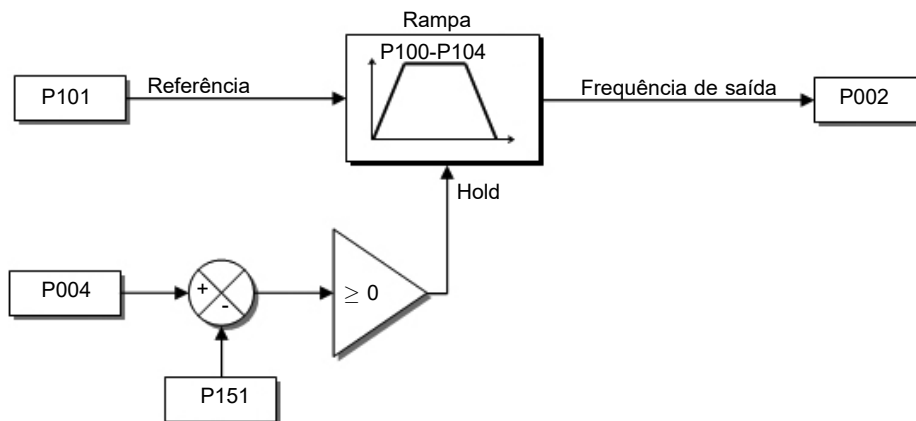 Rampa
P100-P104
P101
Referência
Frequência de saída
P002
Hold
P004
+
-
≥ 0
P151